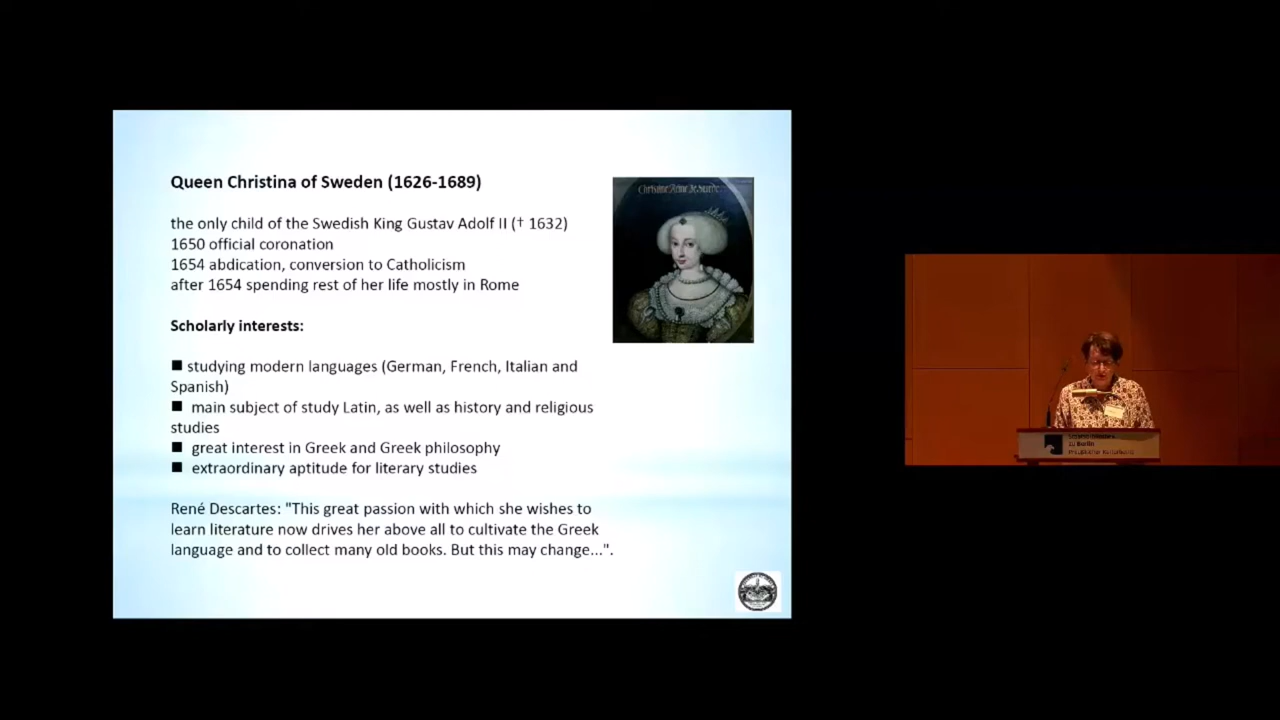 Queen Christina of Sweden (1626-1689)
the only child of the Swedish King Gustav Adolf II († 1632)
1650 official coronation
1654 abdication, conversion to Catholicism
after 1654 spending rest of her life mostly in Rome
Scholarly interests:
■ studying modern languages (German, French, Italian and
Spanish)
■ main subject of study Latin, as well as history and religious
studies
■ great interest in Greek and Greek philosophy
■ extraordinary aptitude for literary studies
René Descartes: "This great passion with which she wishes to
learn literature now drives her above all to cultivate the Greek
language and to collect many old books. But this may change...".
zu Berlin